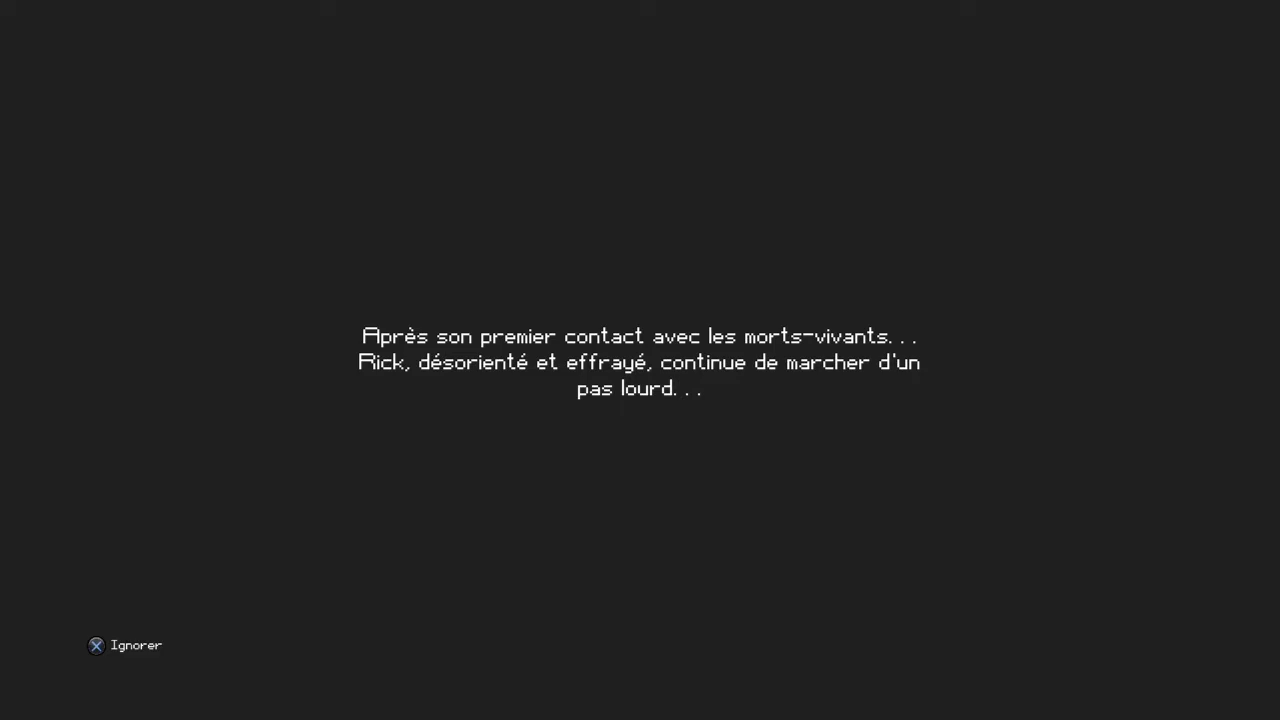 Après son premier contact avec les morts-vivants. . .
Rick, désorienté et effrayé, continue de marcher d'un
pas lourd. . .
Ignorer